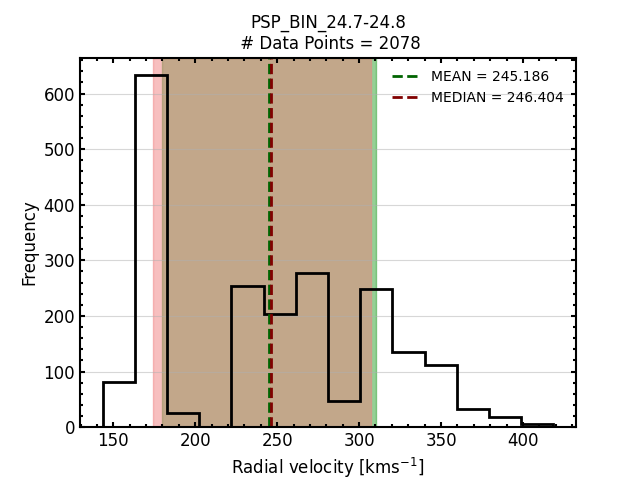 PSP_BIN_24.7-24.8
# Data Points = 2078
MEAN = 245.186
MEDIAN = 246.404
Frequency
600
500
400
300
200
100
0
150 200 250 300 350 400
Radial velocity [kms⁻¹]